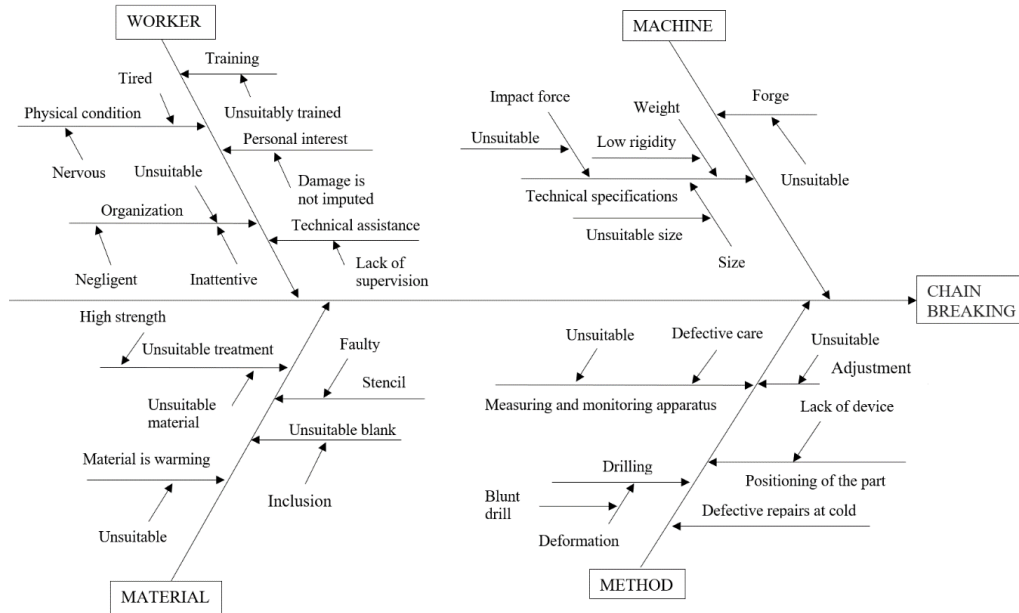 WORKER
Training
Tired
Physical condition
Unsuitably trained
Personal interest
Nervous
Unsuitable
Damage is
not imputed
Organization
Technical assistance
Negligent
Inattentive
Lack of
supervision
MACHINE
Impact force
Weight
Forge
Unsuitable
Low rigidity
Unsuitable
Technical specifications
Unsuitable size
Size
CHAIN
BREAKING
High strength
Unsuitable treatment
Faulty
Stencil
Unsuitable
material
Unsuitable blank
Material is warming
Inclusion
Unsuitable
MATERIAL
Unsuitable
Defective care
Unsuitable
Adjustment
Measuring and monitoring apparatus
Lack of device
Drilling
Positioning of the part
Blunt
drill
Defective repairs at cold
Deformation
METHOD